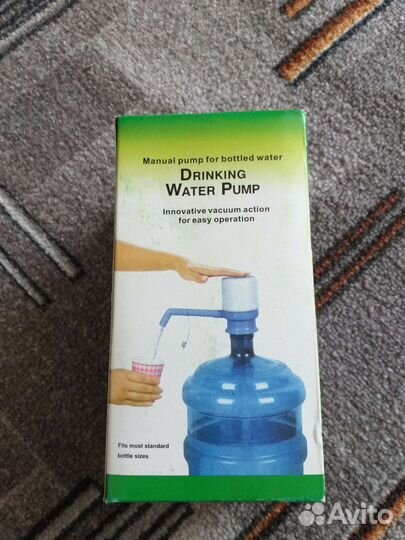 Manual pump for bottled water
DRINKING
WATER PUMP
Innovative vacuum action
for easy operation
Fits most standard
bottle sizes
Avito